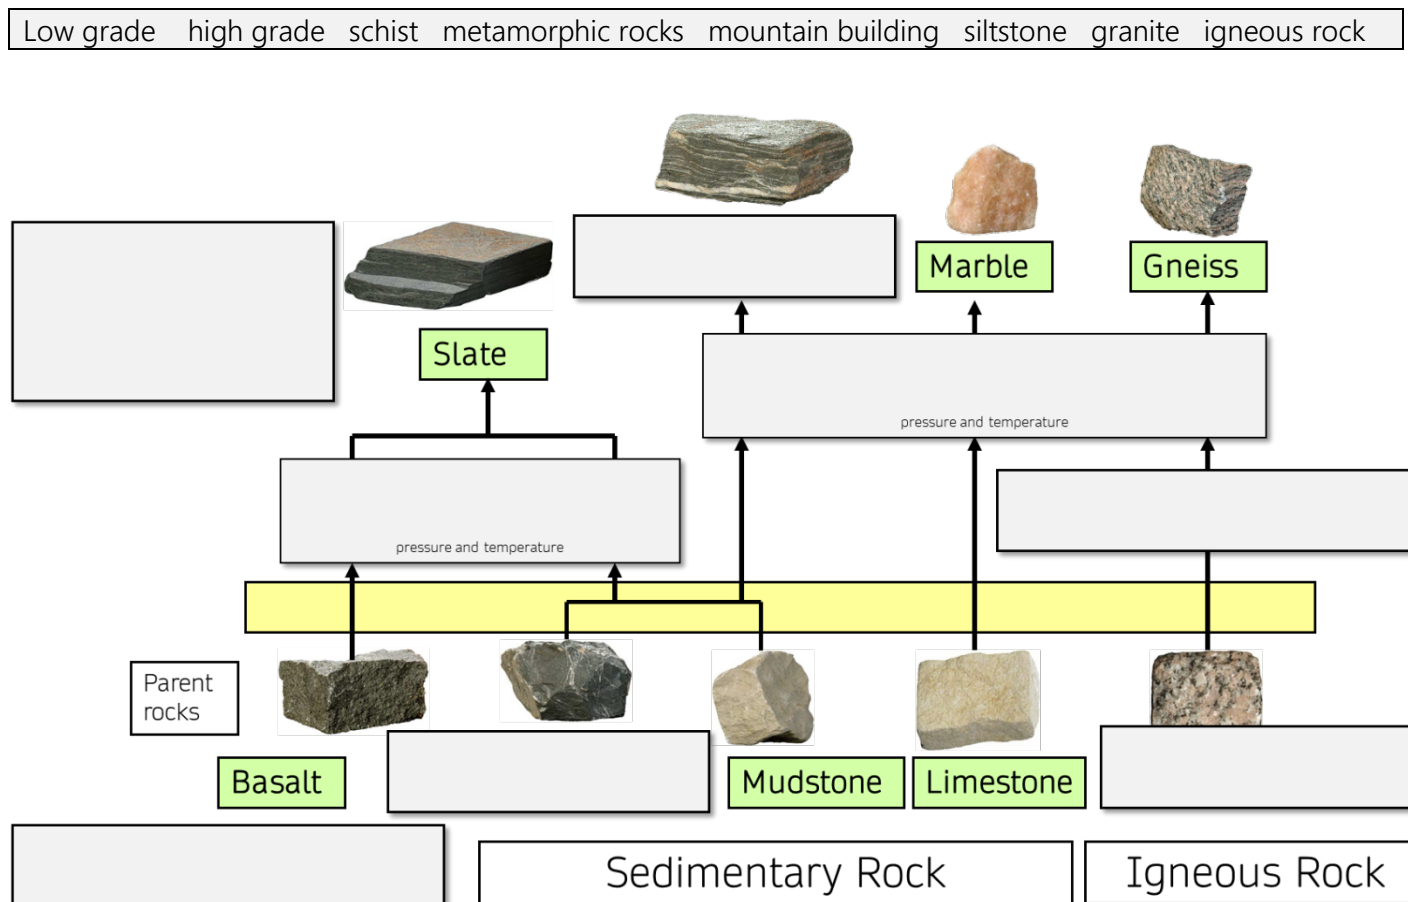 Low grade high grade schist metamorphic rocks mountain building siltstone granite igneous rock
Marble
Gneiss
Slate
pressure and temperature
pressure and temperature
Parent
rocks
Basalt
Mudstone
Limestone
Sedimentary Rock
Igneous Rock